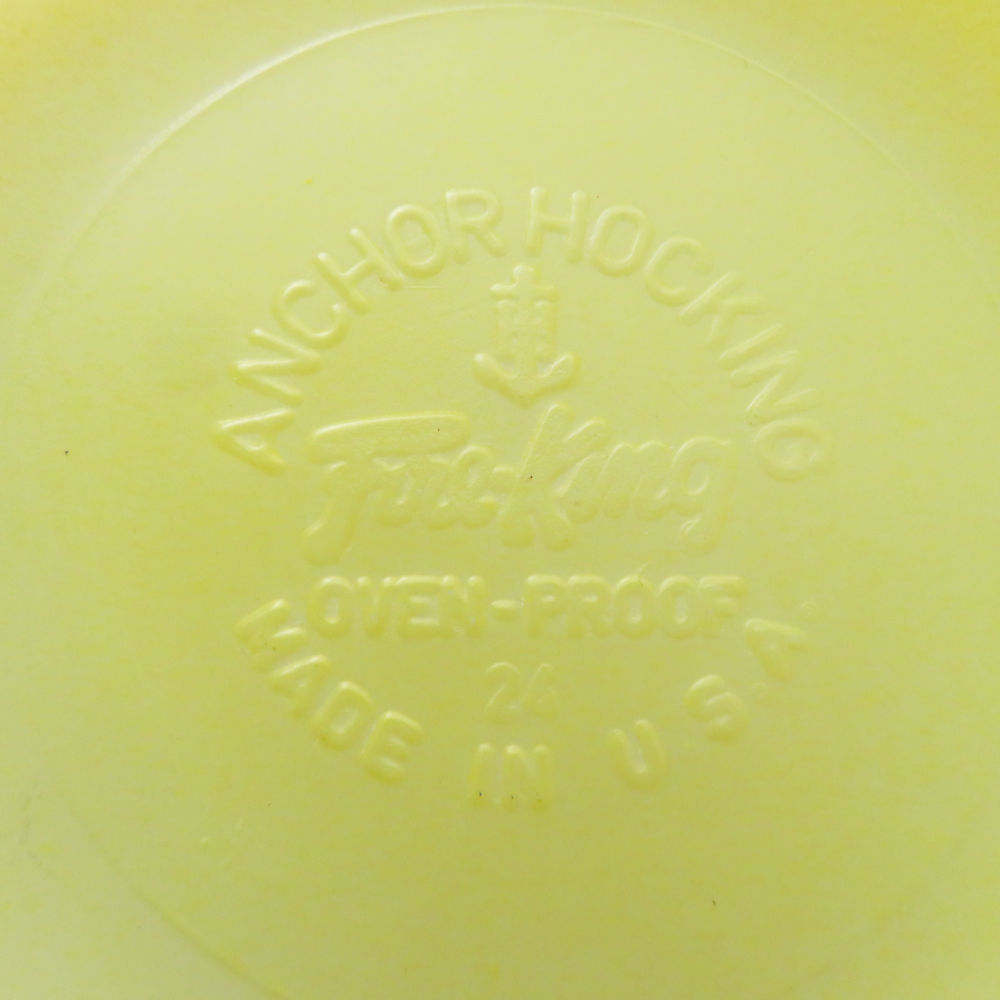 ANCHOR HOCKING
Fire-King
OVEN-PROOF
24
MADE IN U.S.A.